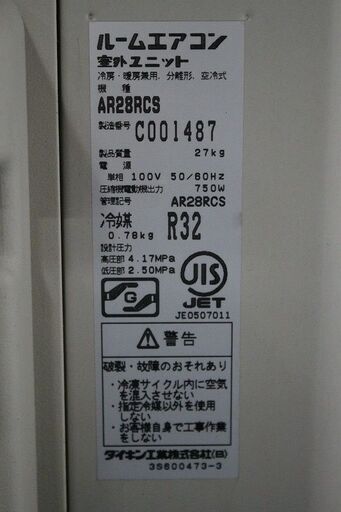 ルームエアコン
室外ユニット
冷房・暖房兼用，分離形，空冷式
機種
AR28RCS
製造番号 C001487
製品質量 27kg
電源
単相 100V 50/60Hz
圧縮機電動機出力 750W
管理記号 AR28RCS
冷媒 R32
0.78kg
設計圧力
高圧部 4.17MPa
低圧部 2.50MPa
G
JIS
JET
JE0507011
警告
破裂・故障のおそれあり
・冷凍サイクル内に空気
を混入させない
・指定冷媒以外を使用
しない
・お客様自身で工事作業
をしない
ダイキン工業株式会社(B)
3S600473-3